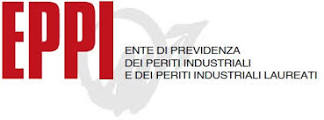 EPPI
ENTE DI PREVIDENZA
DEI PERITI INDUSTRIALI
E DEI PERITI INDUSTRIALI LAUREATI